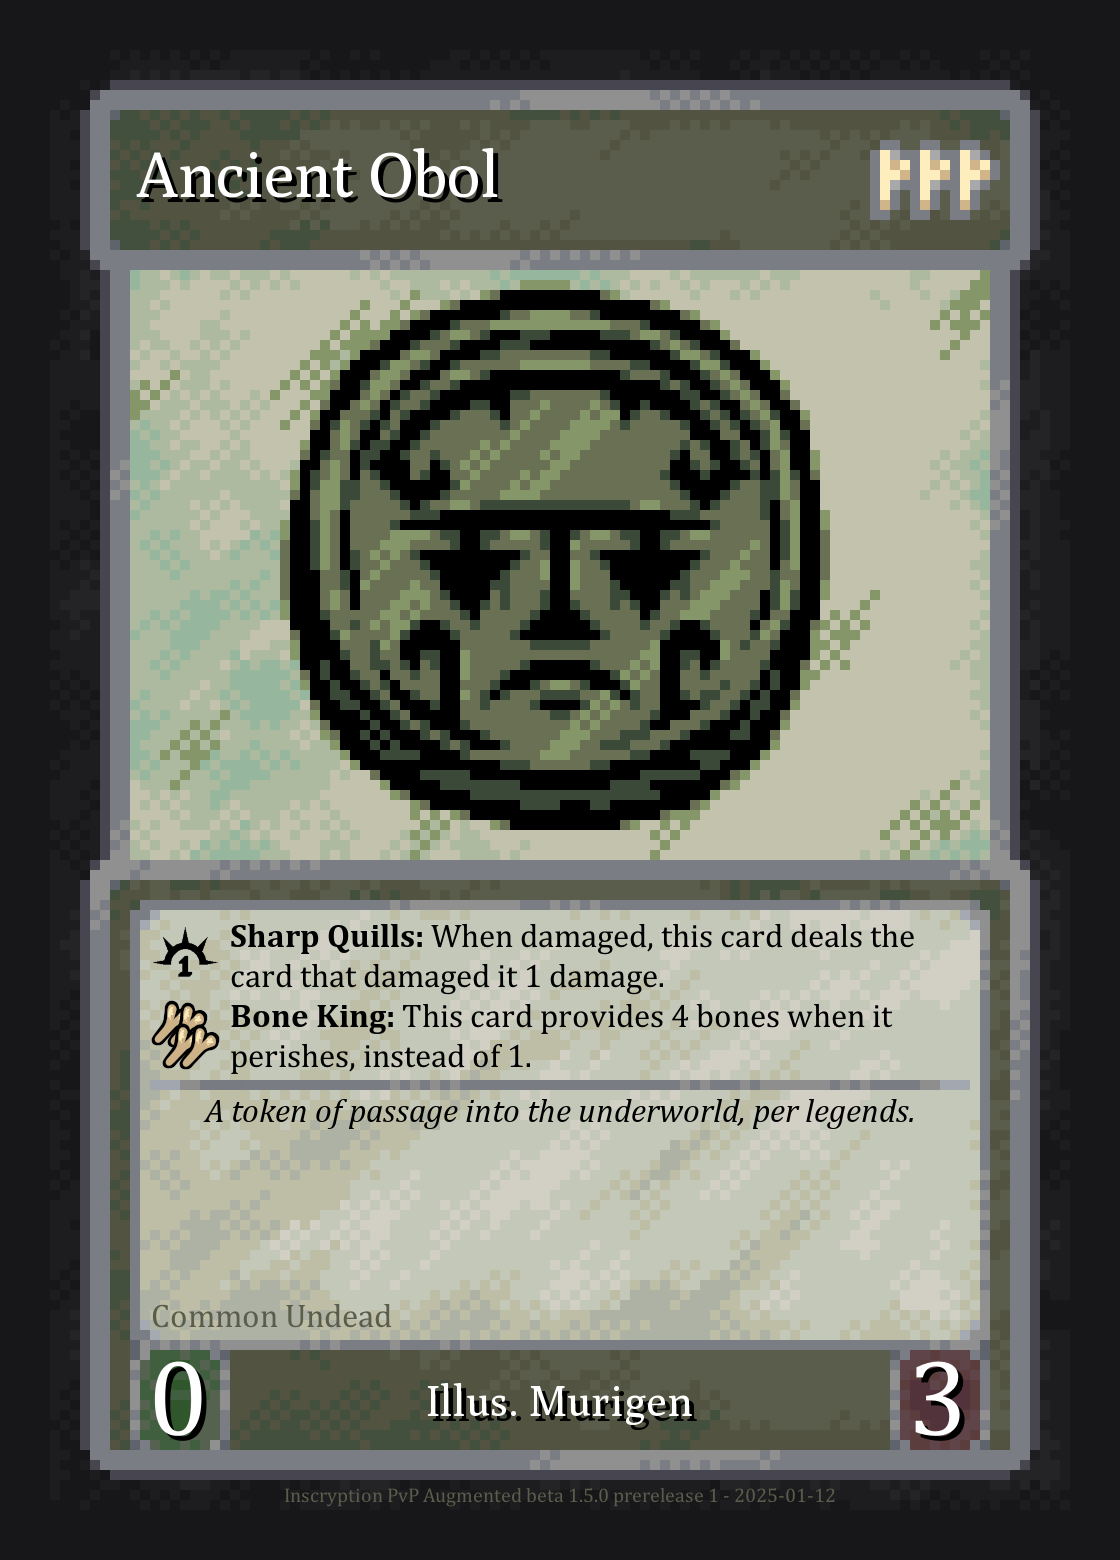 Ancient Obol
Sharp Quills: When damaged, this card deals the
card that damaged it 1 damage.
1
Bone King: This card provides 4 bones when it
perishes, instead of 1.
A token of passage into the underworld, per legends.
Common Undead
0
Illus. Murigen
3
Inscryption PvP Augmented beta 1.5.0 prerelease 1 - 2025-01-12